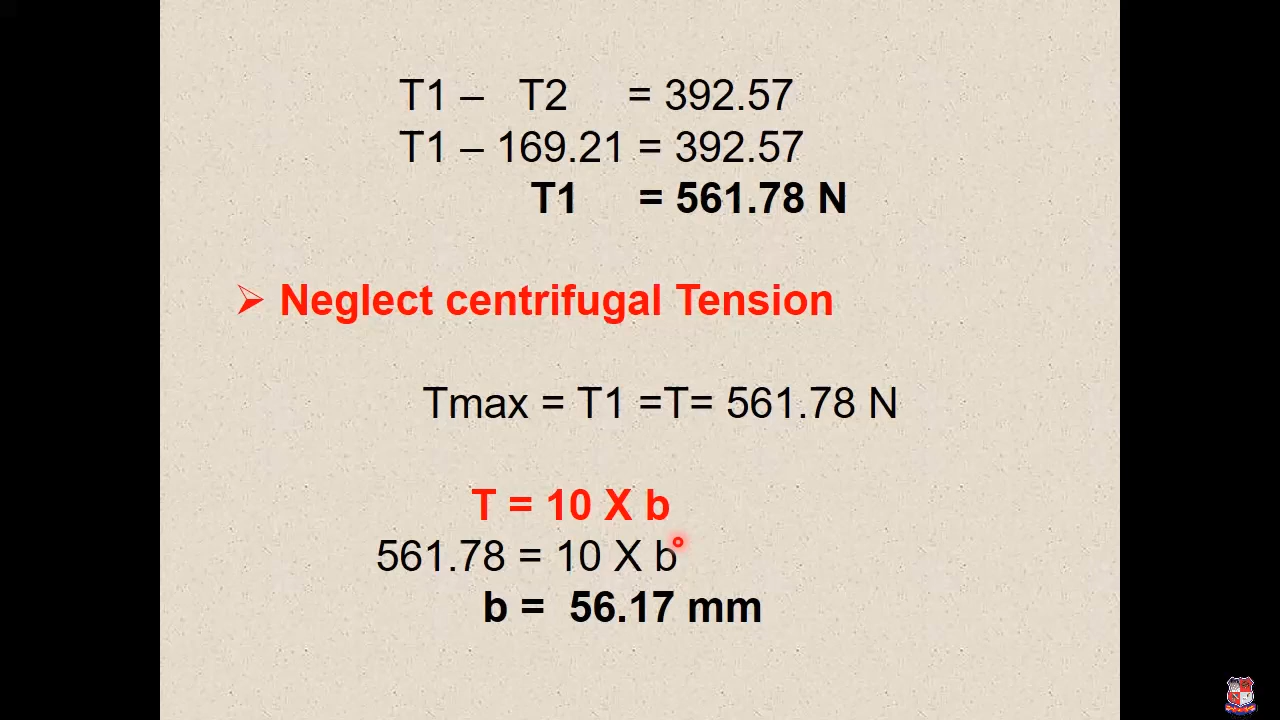 T1 – T2 = 392.57
T1 – 169.21 = 392.57
T1 = 561.78 N
➢ Neglect centrifugal Tension
Tmax = T1 =T= 561.78 N
T = 10 X b
561.78 = 10 X b
b = 56.17 mm